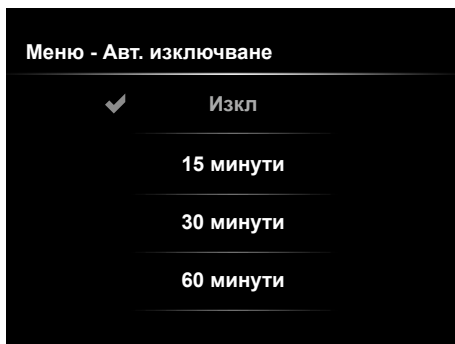 Меню - Авт. изключване
Изкл
15 минути
30 минути
60 минути